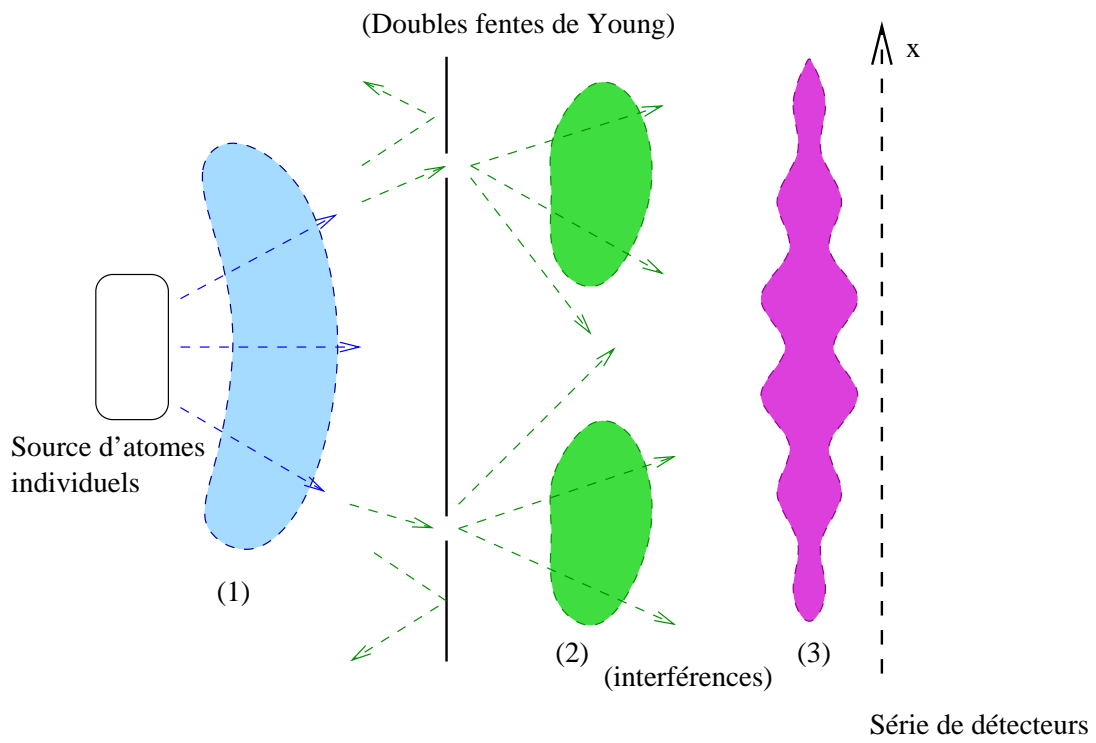 (Doubles fentes de Young)
x
Source d'atomes
individuels
(1)
(2)
(3)
(interférences)
Série de détecteurs